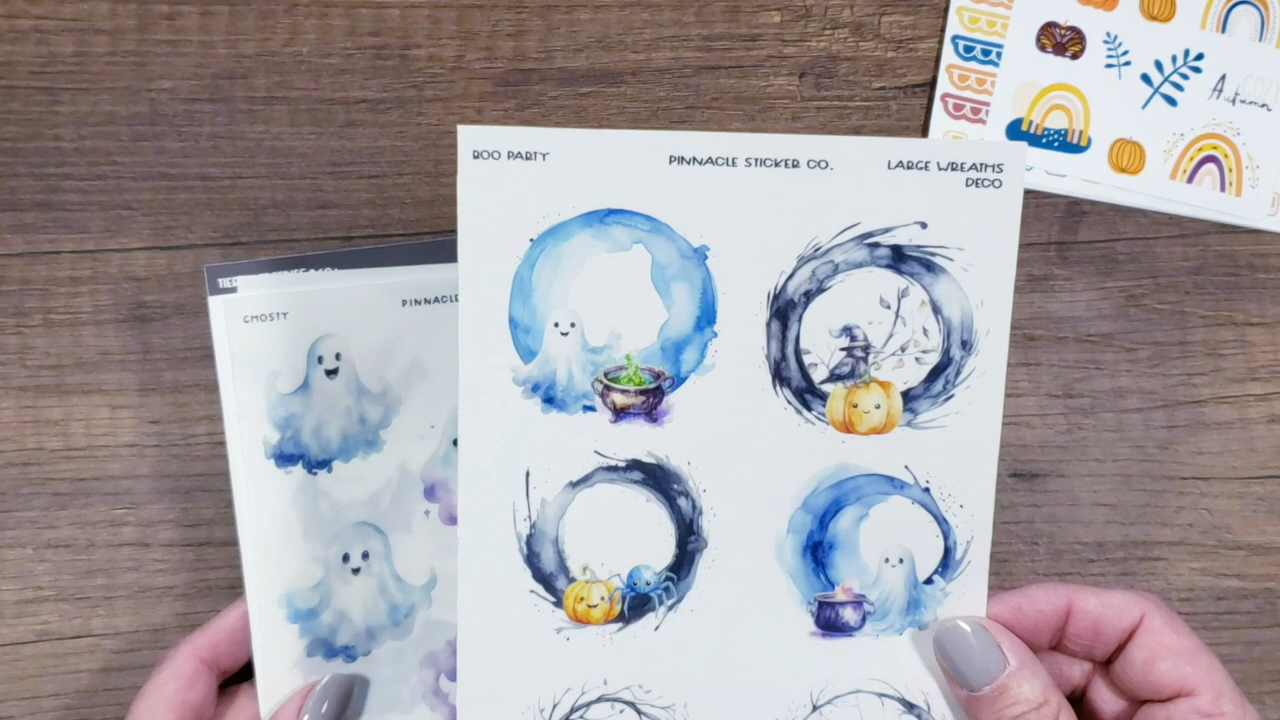 BOO PARTY
PINNACLE STICKER CO.
LARGE WREATHS
DECO
GHOSTY
PINNACLE
Autumn